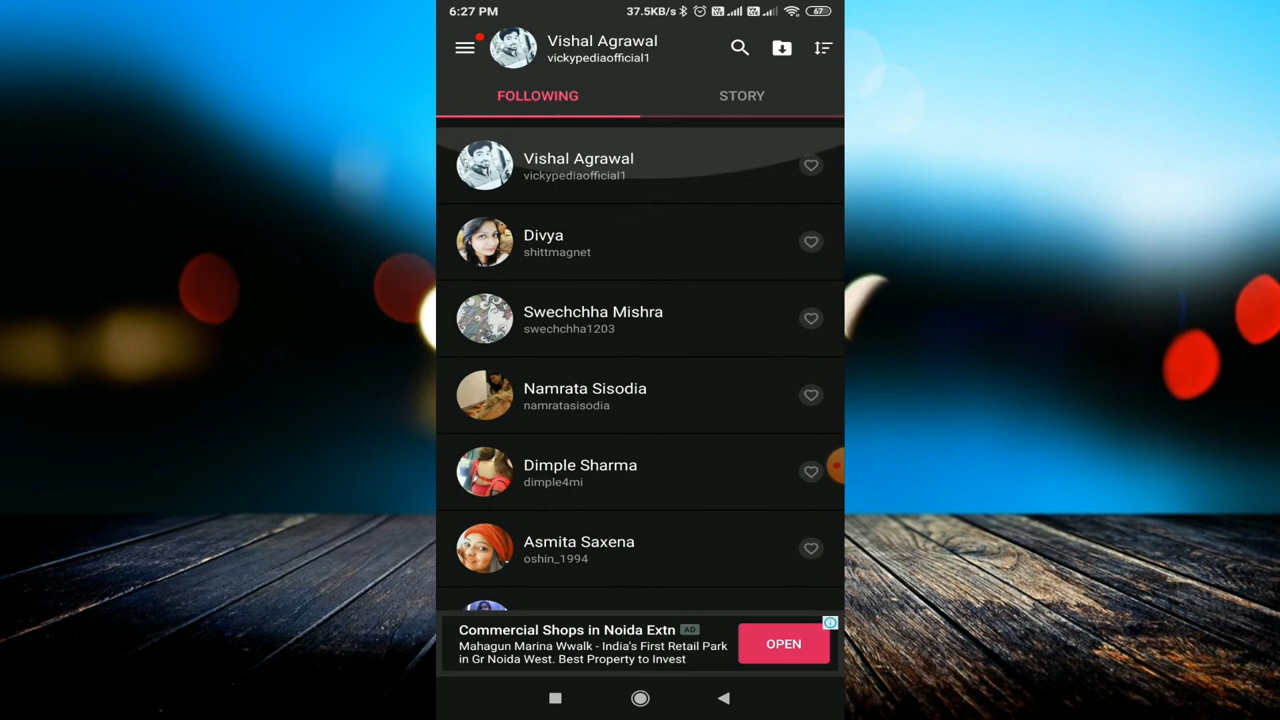 6:27 PM
37.5KB/s
67
Vishal Agrawal
vickypediaofficial1
FOLLOWING
STORY
Vishal Agrawal
vickypediaofficial1
Divya
shittmagnet
Swechchha Mishra
swechchha1203
Namrata Sisodia
namratasisodia
Dimple Sharma
dimple4mi
Asmita Saxena
oshin_1994
Commercial Shops in Noida Extn AD
Mahagun Marina Wwalk - India's First Retail Park
in Gr Noida West. Best Property to Invest
OPEN